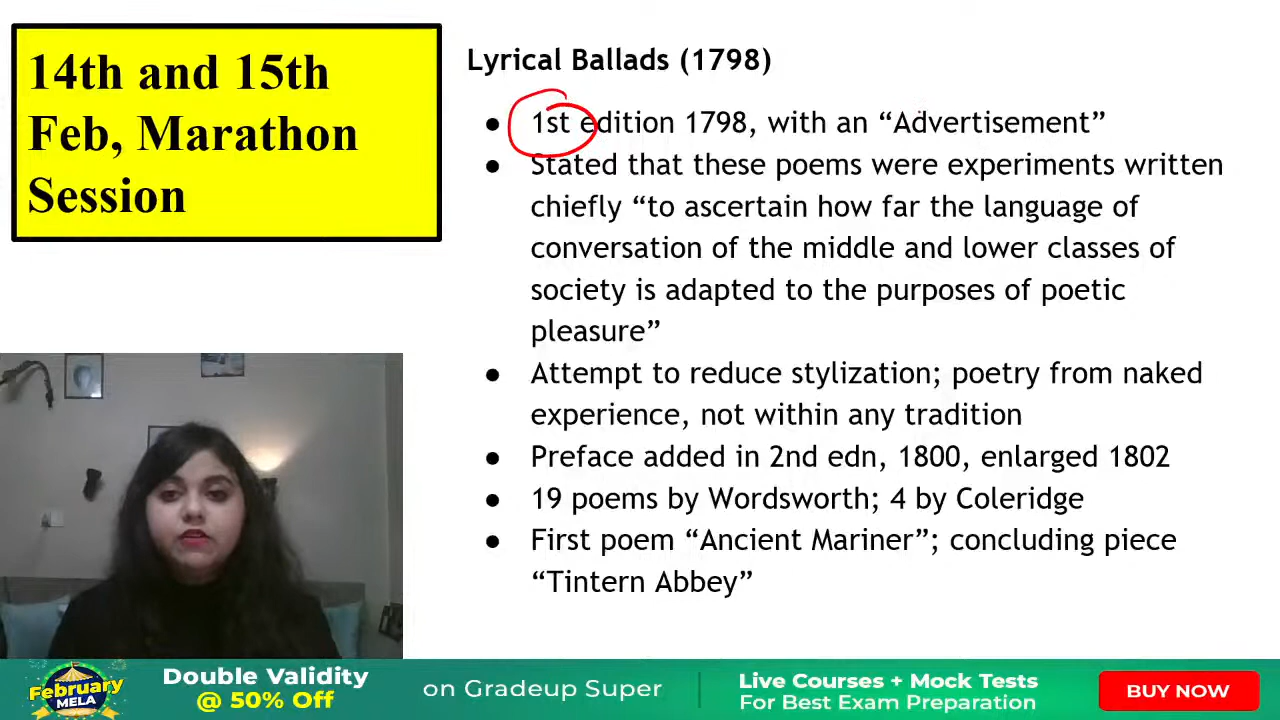 14th and 15th
Feb, Marathon
Session
Lyrical Ballads (1798)
● 1st edition 1798, with an “Advertisement”
● Stated that these poems were experiments written
chiefly “to ascertain how far the language of
conversation of the middle and lower classes of
society is adapted to the purposes of poetic
pleasure”
● Attempt to reduce stylization; poetry from naked
experience, not within any tradition
● Preface added in 2nd edn, 1800, enlarged 1802
● 19 poems by Wordsworth; 4 by Coleridge
● First poem “Ancient Mariner”; concluding piece
“Tintern Abbey”
February
MELA
Double Validity
@ 50% Off
on Gradeup Super
Live Courses + Mock Tests
For Best Exam Preparation
BUY NOW